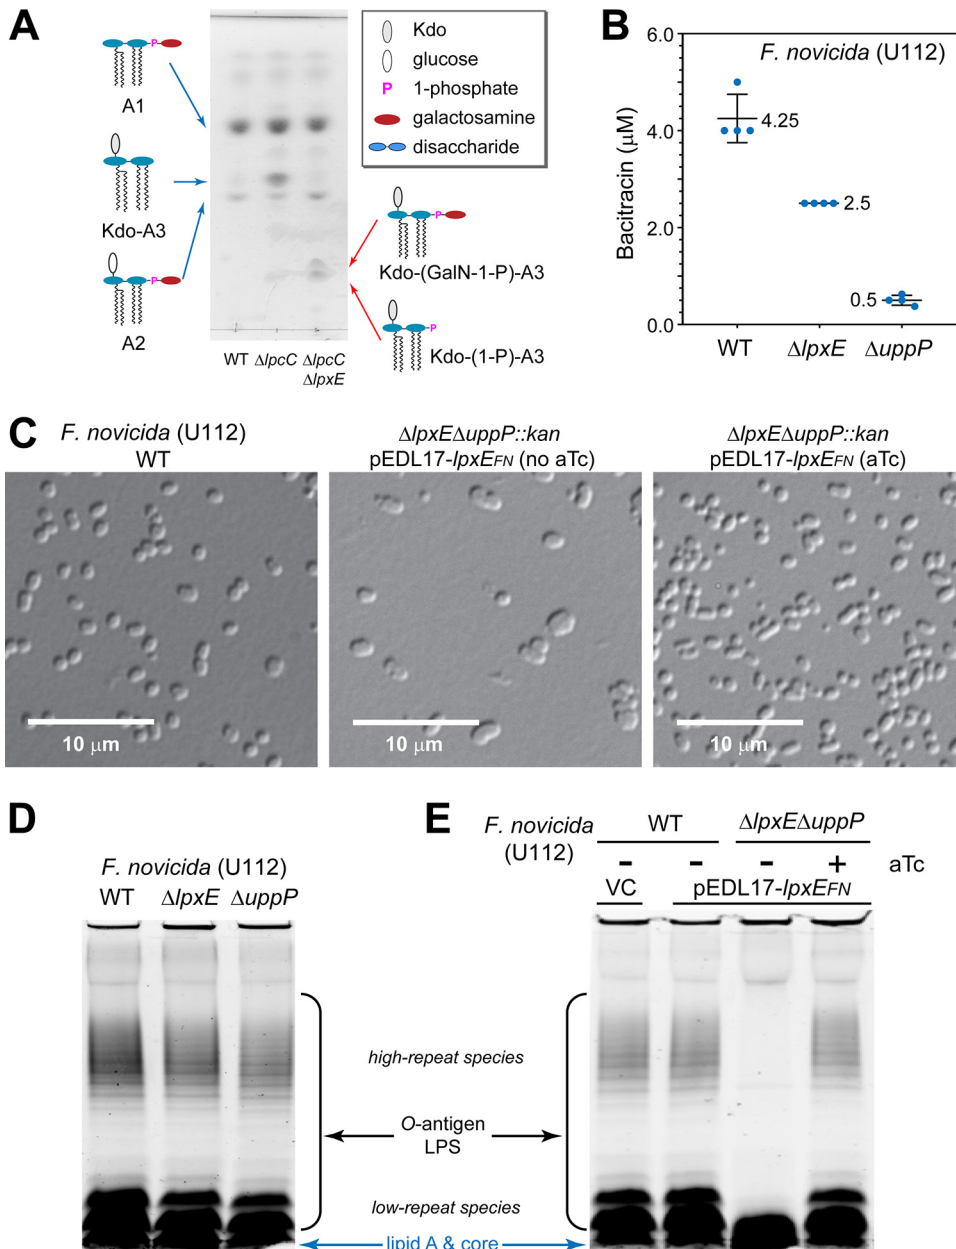 A
A1
Kdo-A3
A2
WT ΔlpcC ΔlpcC
ΔlpxE
Kdo
glucose
P 1-phosphate
galactosamine
disaccharide
P
P
P
P
Kdo-(GalN-1-P)-A3
Kdo-(1-P)-A3
B
F. novicida (U112)
Bacitracin (μM)
6.0
4.0
2.0
0.0
4.25
2.5
0.5
WT ΔlpxE ΔuppP
C
F. novicida (U112)
WT
ΔlpxEΔuppP::kan
pEDL17-lpxEFN (no aTc)
ΔlpxEΔuppP::kan
pEDL17-lpxEFN (aTc)
10 μm
10 μm
10 μm
D
F. novicida (U112)
WT ΔlpxE ΔuppP
high-repeat species
O-antigen
LPS
low-repeat species
lipid A & core
E
F. novicida
(U112)
WT ΔlpxEΔuppP
- - - + aTc
VC pEDL17-lpxEFN